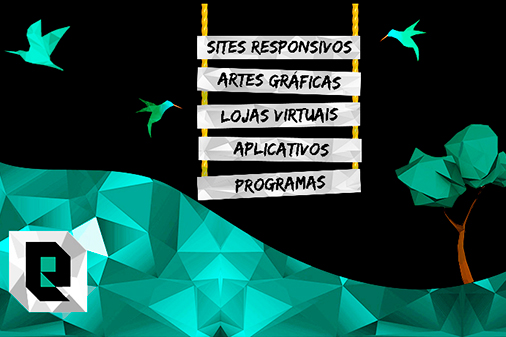 SITES RESPONSIVOS
ARTES GRÁFICAS
LOJAS VIRTUAIS
APLICATIVOS
PROGRAMAS